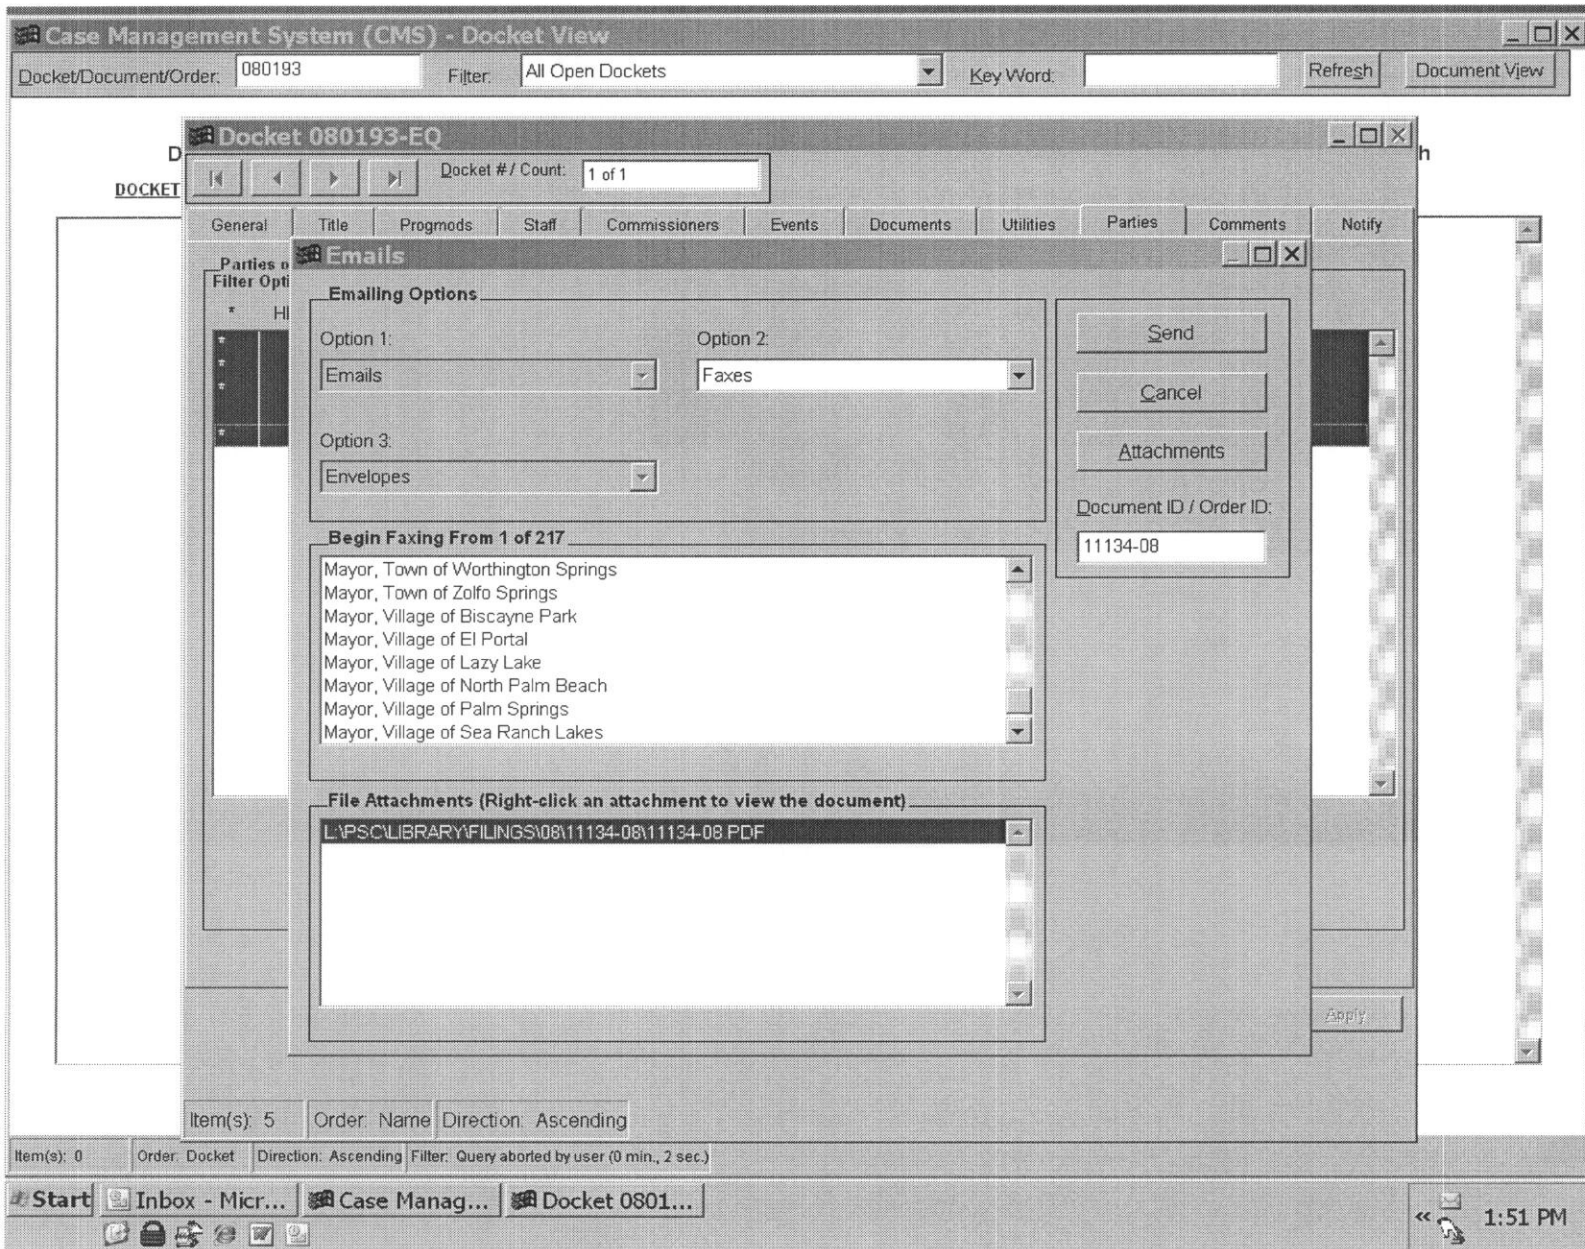 Case Management System (CMS) - Docket View
Docket/Document/Order: 080193 Filter: All Open Dockets Key Word: Refresh Document View
Docket 080193-EQ
D h
Docket # / Count: 1 of 1
DOCKET
General Title Progmods Staff Commissioners Events Documents Utilities Parties Comments Notify
Parties o
Filter Opti
* HI
*
*
*
*
Emails
Emailing Options
Option 1: Option 2:
Emails Faxes
Option 3:
Envelopes
Send
Cancel
Attachments
Document ID / Order ID:
11134-08
Begin Faxing From 1 of 217
Mayor, Town of Worthington Springs
Mayor, Town of Zolfo Springs
Mayor, Village of Biscayne Park
Mayor, Village of El Portal
Mayor, Village of Lazy Lake
Mayor, Village of North Palm Beach
Mayor, Village of Palm Springs
Mayor, Village of Sea Ranch Lakes
File Attachments (Right-click an attachment to view the document)
L:\PSC\LIBRARY\FILINGS\08\11134-08\11134-08.PDF
Apply
Item(s): 5 Order: Name Direction: Ascending
Item(s): 0 Order: Docket Direction: Ascending Filter: Query aborted by user (0 min., 2 sec.)
Start Inbox - Micr... Case Manag... Docket 0801...
« 1:51 PM